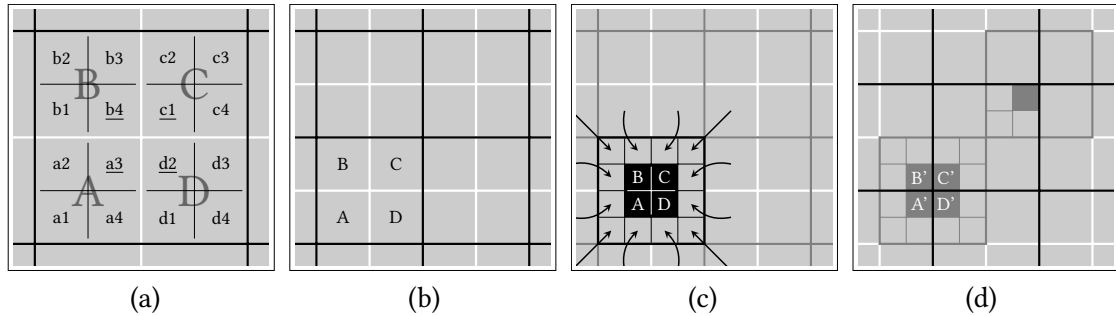 b2 b3 c2 c3
B C
b1 b4 c1 c4
a2 a3 d2 d3
A D
a1 a4 d1 d4
(a)
B C
A D
(b)
B C
A D
(c)
B' C'
A' D'
(d)